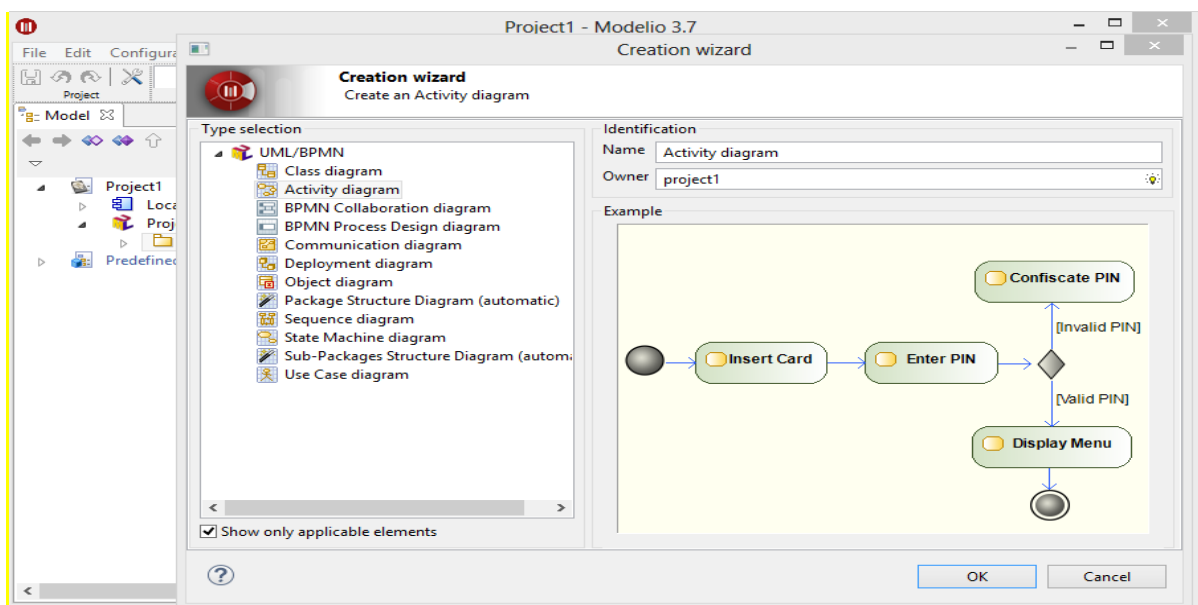 Project1 - Modelio 3.7
File Edit Configura
Creation wizard
Creation wizard
Create an Activity diagram
Project
Model
Type selection
UML/BPMN
Class diagram
Activity diagram
BPMN Collaboration diagram
BPMN Process Design diagram
Communication diagram
Deployment diagram
Object diagram
Package Structure Diagram (automatic)
Sequence diagram
State Machine diagram
Sub-Packages Structure Diagram (autom
Use Case diagram
Show only applicable elements
Project1
Loca
Proj
Predefined
Identification
Name Activity diagram
Owner project1
Example
Confiscate PIN
[Invalid PIN]
Insert Card
Enter PIN
[Valid PIN]
Display Menu
?
OK
Cancel